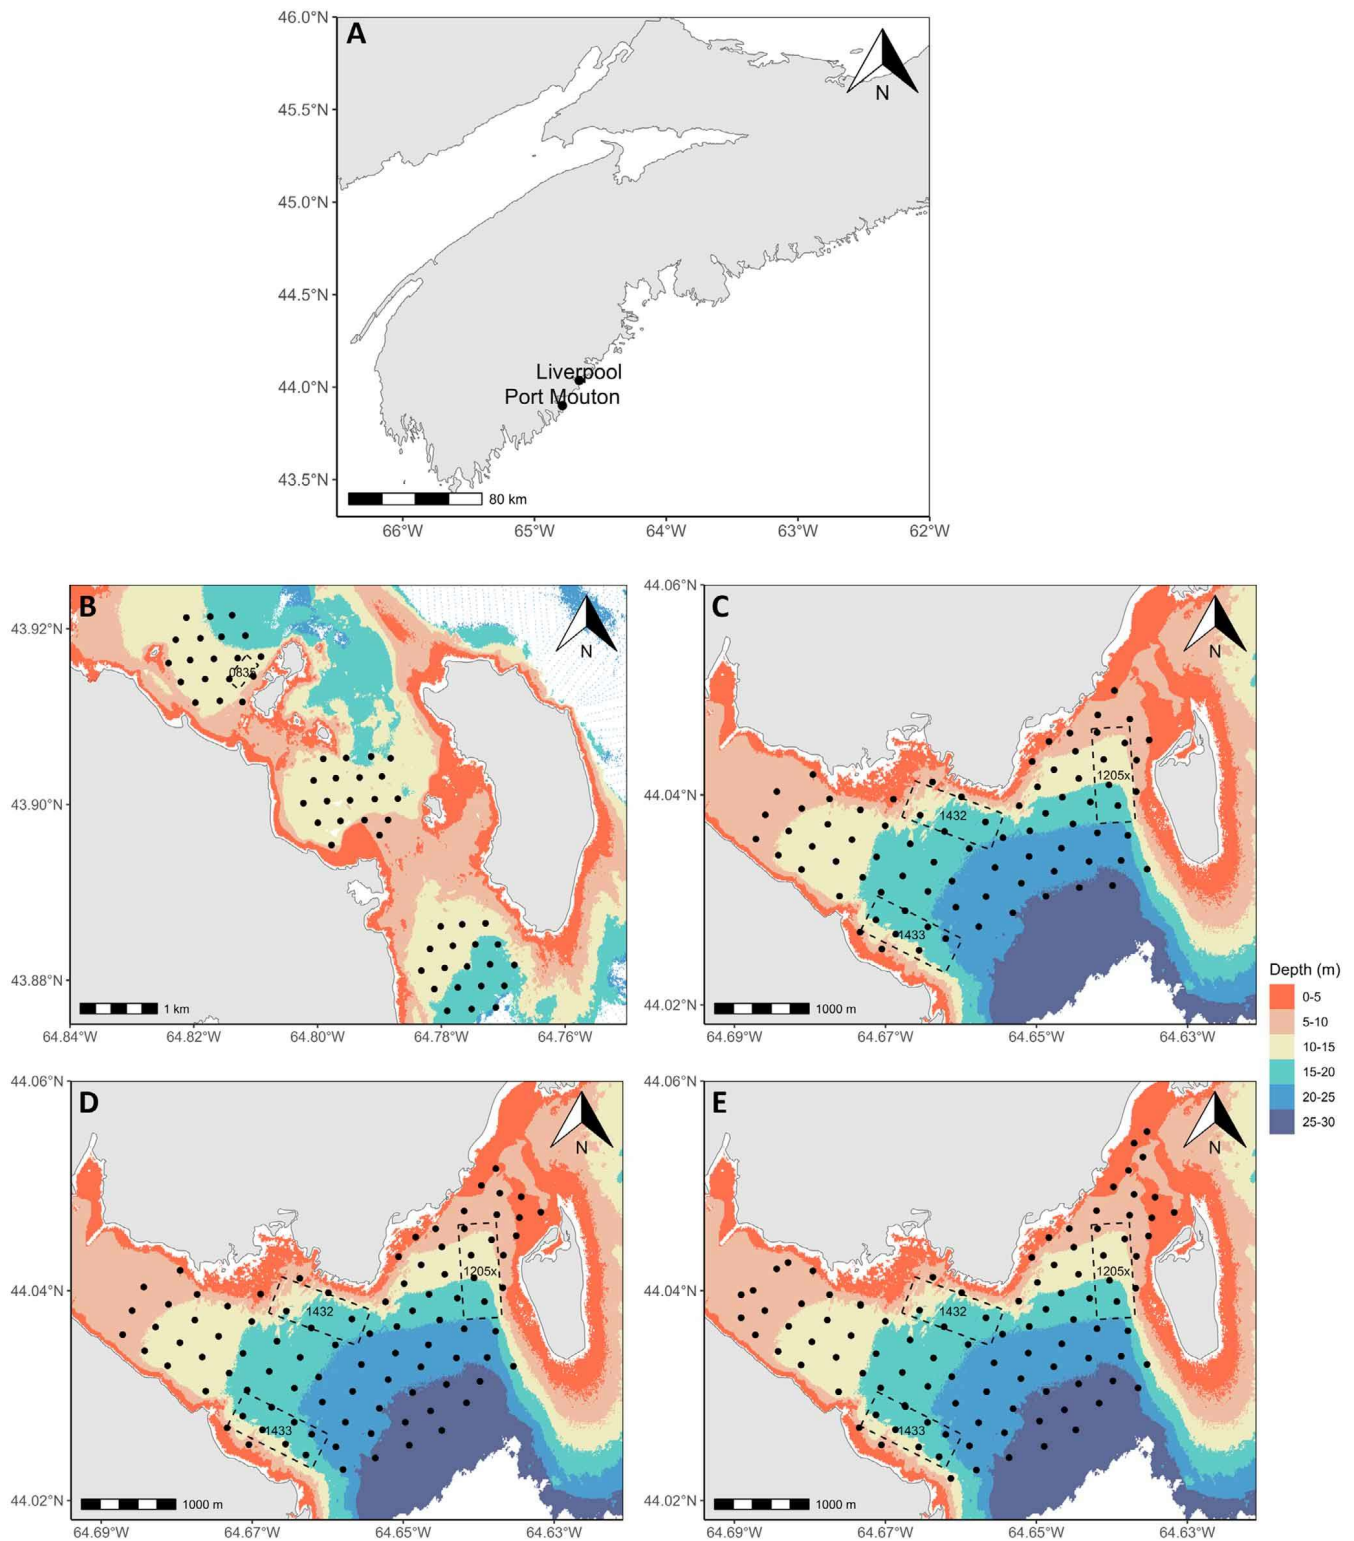 A
46.0°N
N
45.5°N
45.0°N
44.5°N
44.0°N
43.5°N
Liverpool
Port Mouton
80 km
66°W
65°W
64°W
63°W
62°W
B
43.92°N
N
0835
43.90°N
43.88°N
1 km
64.84°W
64.82°W
64.80°W
64.78°W
64.76°W
44.06°N
C
N
1205x
44.04°N
1432
1433
44.02°N
1000 m
64.69°W
64.67°W
64.65°W
64.63°W
Depth (m)
0-5
5-10
10-15
15-20
20-25
25-30
44.06°N
D
N
1205x
44.04°N
1432
1433
44.02°N
1000 m
64.69°W
64.67°W
64.65°W
64.63°W
44.06°N
E
N
1205x
44.04°N
1432
1433
44.02°N
1000 m
64.69°W
64.67°W
64.65°W
64.63°W